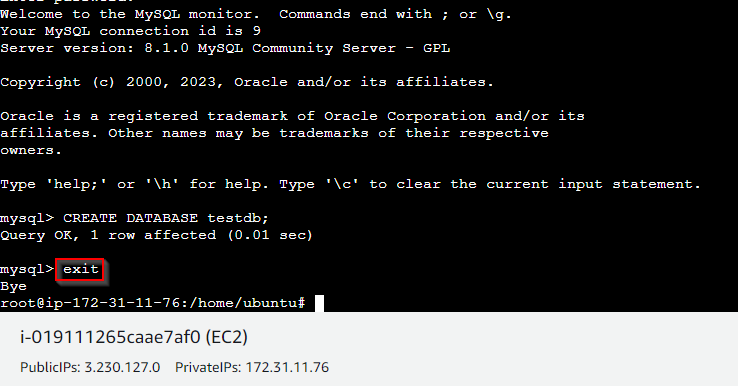 Welcome to the MySQL monitor.  Commands end with ; or \g.
Your MySQL connection id is 9
Server version: 8.1.0 MySQL Community Server - GPL
Copyright (c) 2000, 2023, Oracle and/or its affiliates.
Oracle is a registered trademark of Oracle Corporation and/or its
affiliates. Other names may be trademarks of their respective
owners.
Type 'help;' or '\h' for help. Type '\c' to clear the current input statement.
mysql> CREATE DATABASE testdb;
Query OK, 1 row affected (0.01 sec)
mysql> exit
Bye
root@ip-172-31-11-76:/home/ubuntu#
i-019111265caae7af0 (EC2)
PublicIPs: 3.230.127.0    PrivateIPs: 172.31.11.76